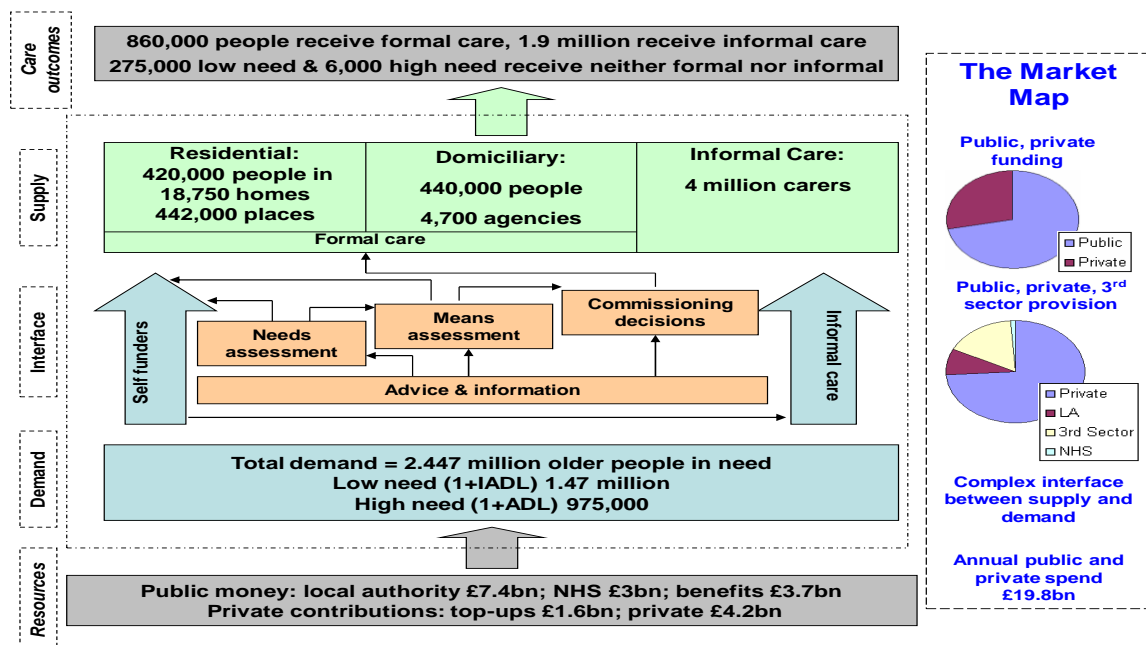 Care
outcomes
860,000 people receive formal care, 1.9 million receive informal care
275,000 low need & 6,000 high need receive neither formal nor informal
Supply
Residential:
420,000 people in
18,750 homes
442,000 places
Domiciliary:
440,000 people
4,700 agencies
Formal care
Informal Care:
4 million carers
Interface
Self funders
Needs
assessment
Means
assessment
Commissioning
decisions
Advice & information
Informal care
Demand
Total demand = 2.447 million older people in need
Low need (1+IADL) 1.47 million
High need (1+ADL) 975,000
Resources
Public money: local authority £7.4bn; NHS £3bn; benefits £3.7bn
Private contributions: top-ups £1.6bn; private £4.2bn
The Market
Map
Public, private
funding
Public
Private
Public, private, 3rd
sector provision
Private
LA
3rd Sector
NHS
Complex interface
between supply and
demand
Annual public and
private spend
£19.8bn